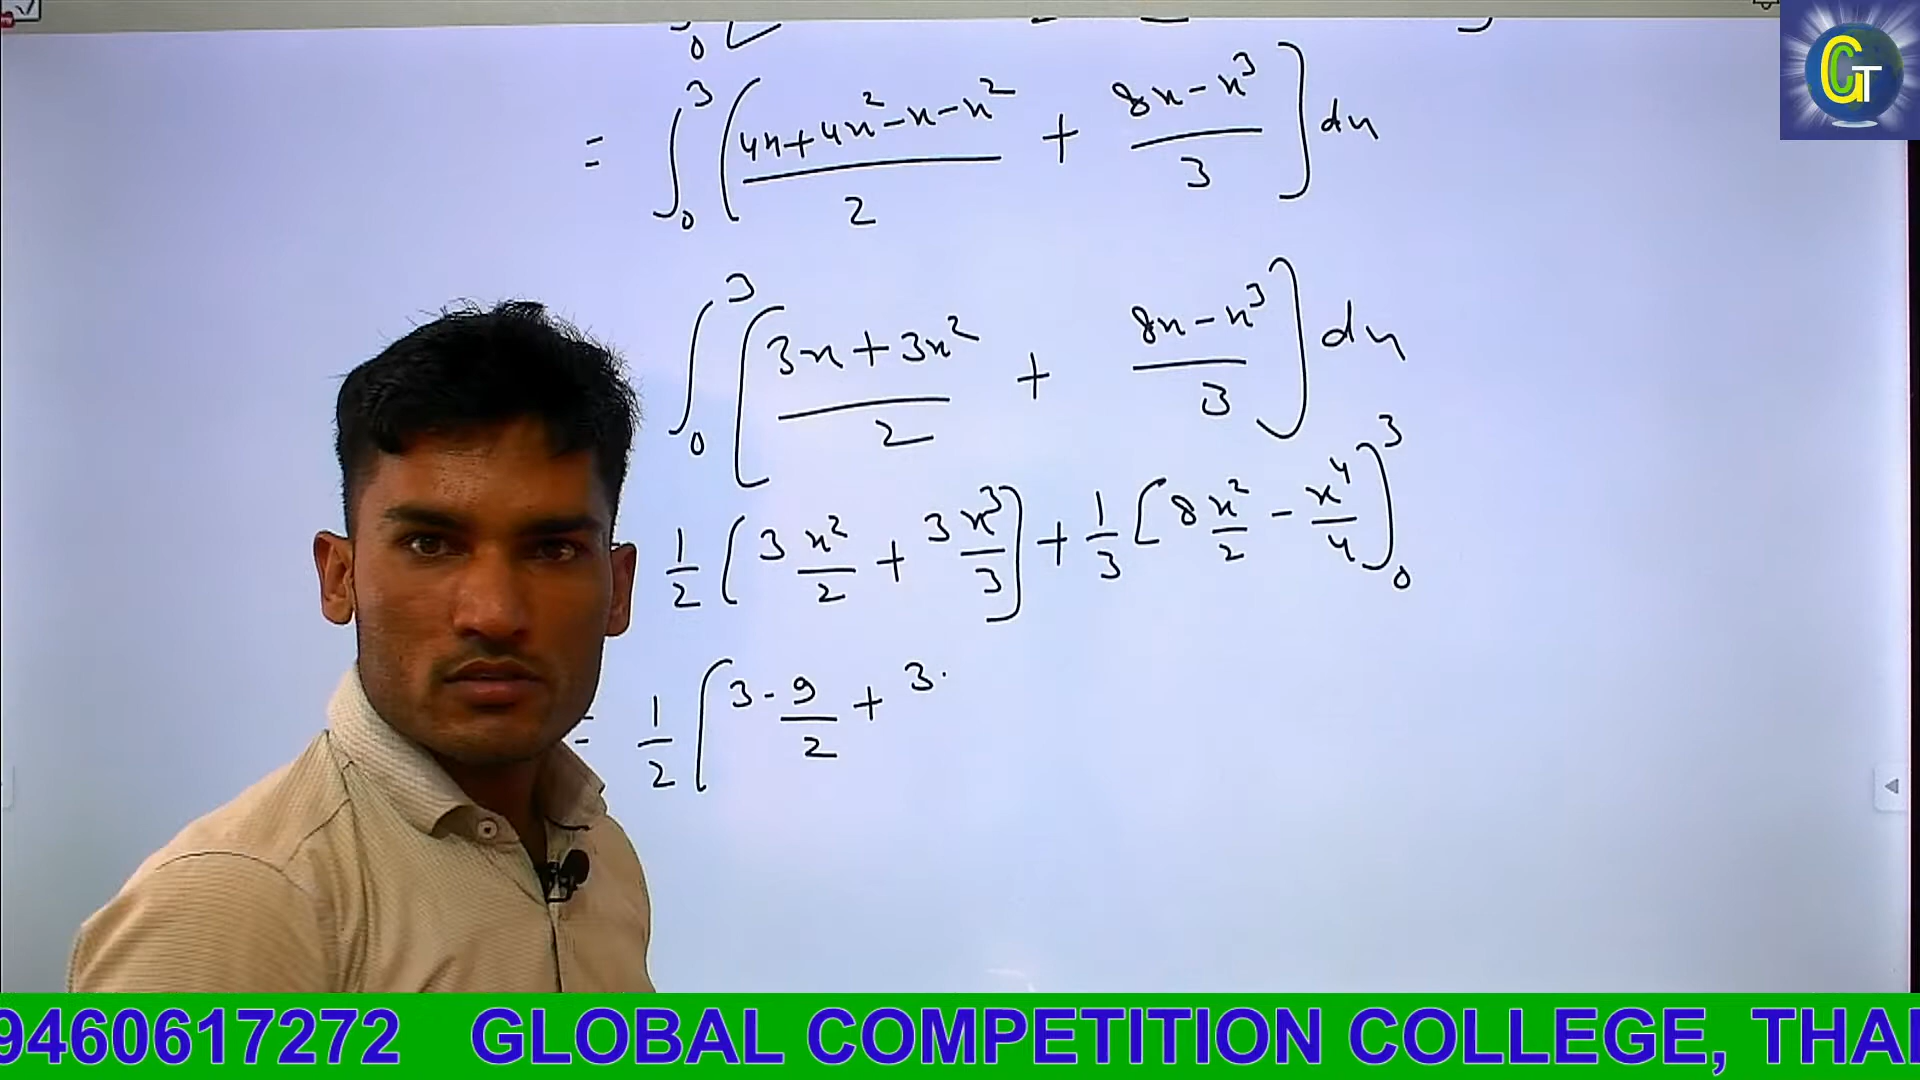 = ∫₀³ [ (4x + 4x² - x - x²)/2 + (8x - x³)/3 ] dx
∫₀³ [ (3x + 3x²)/2 + (8x - x³)/3 ] dx
1/2 ( 3 x²/2 + 3 x³/3 ] + 1/3 [ 8 x²/2 - x⁴/4 ]₀³
= 1/2 [ 3 · 9/2 + 3 ·
GT
9460617272 GLOBAL COMPETITION COLLEGE, THA